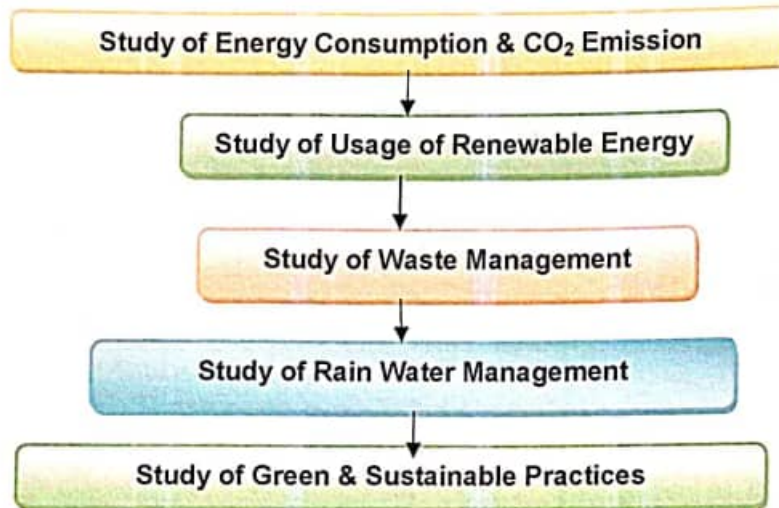 Study of Energy Consumption & CO₂ Emission
Study of Usage of Renewable Energy
Study of Waste Management
Study of Rain Water Management
Study of Green & Sustainable Practices